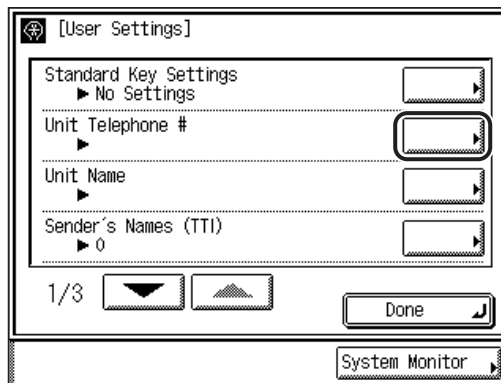 [User Settings]
Standard Key Settings
▶ No Settings
Unit Telephone #
▶
Unit Name
▶
Sender´s Names (TTI)
▶ 0
1/3
Done
System Monitor